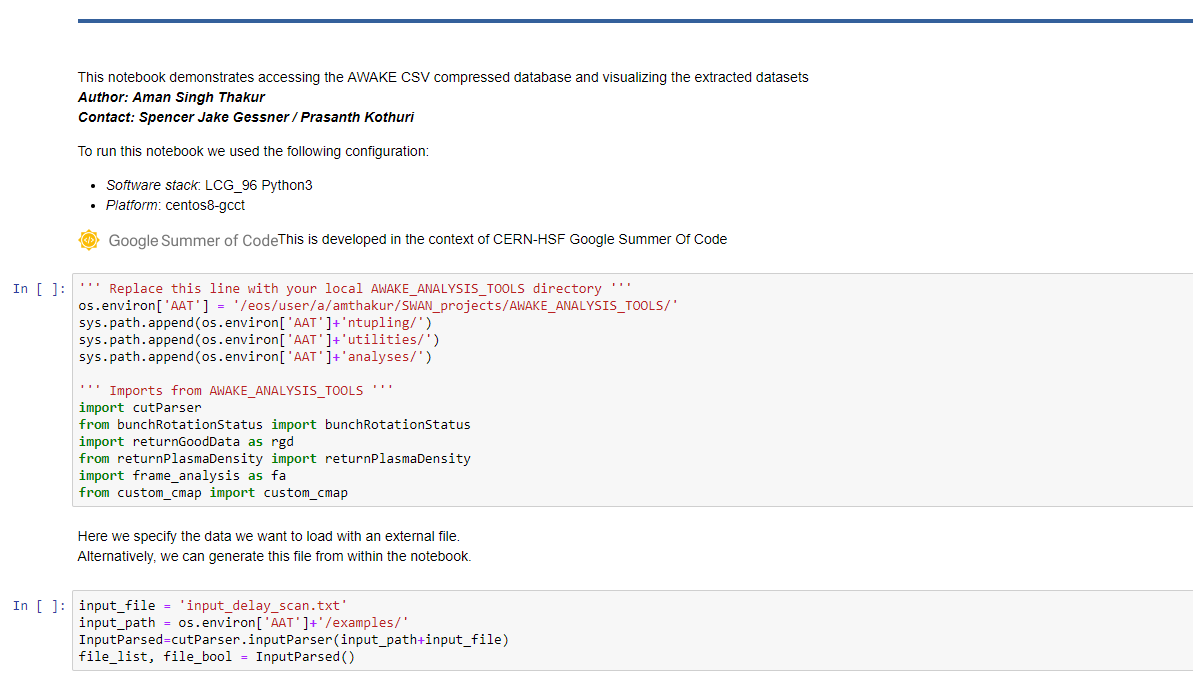 This notebook demonstrates accessing the AWAKE CSV compressed database and visualizing the extracted datasets
Author: Aman Singh Thakur
Contact: Spencer Jake Gessner / Prasanth Kothuri
To run this notebook we used the following configuration:
• Software stack: LCG_96 Python3
• Platform: centos8-gcct
Google Summer of CodeThis is developed in the context of CERN-HSF Google Summer Of Code
In [ ]: ''' Replace this line with your local AWAKE_ANALYSIS_TOOLS directory '''
os.environ['AAT'] = '/eos/user/a/amthakur/SWAN_projects/AWAKE_ANALYSIS_TOOLS/'
sys.path.append(os.environ['AAT']+'ntupling/')
sys.path.append(os.environ['AAT']+'utilities/')
sys.path.append(os.environ['AAT']+'analyses/')
''' Imports from AWAKE_ANALYSIS_TOOLS '''
import cutParser
from bunchRotationStatus import bunchRotationStatus
import returnGoodData as rgd
from returnPlasmaDensity import returnPlasmaDensity
import frame_analysis as fa
from custom_cmap import custom_cmap
Here we specify the data we want to load with an external file.
Alternatively, we can generate this file from within the notebook.
In [ ]: input_file = 'input_delay_scan.txt'
input_path = os.environ['AAT']+'/examples/'
InputParsed=cutParser.inputParser(input_path+input_file)
file_list, file_bool = InputParsed()